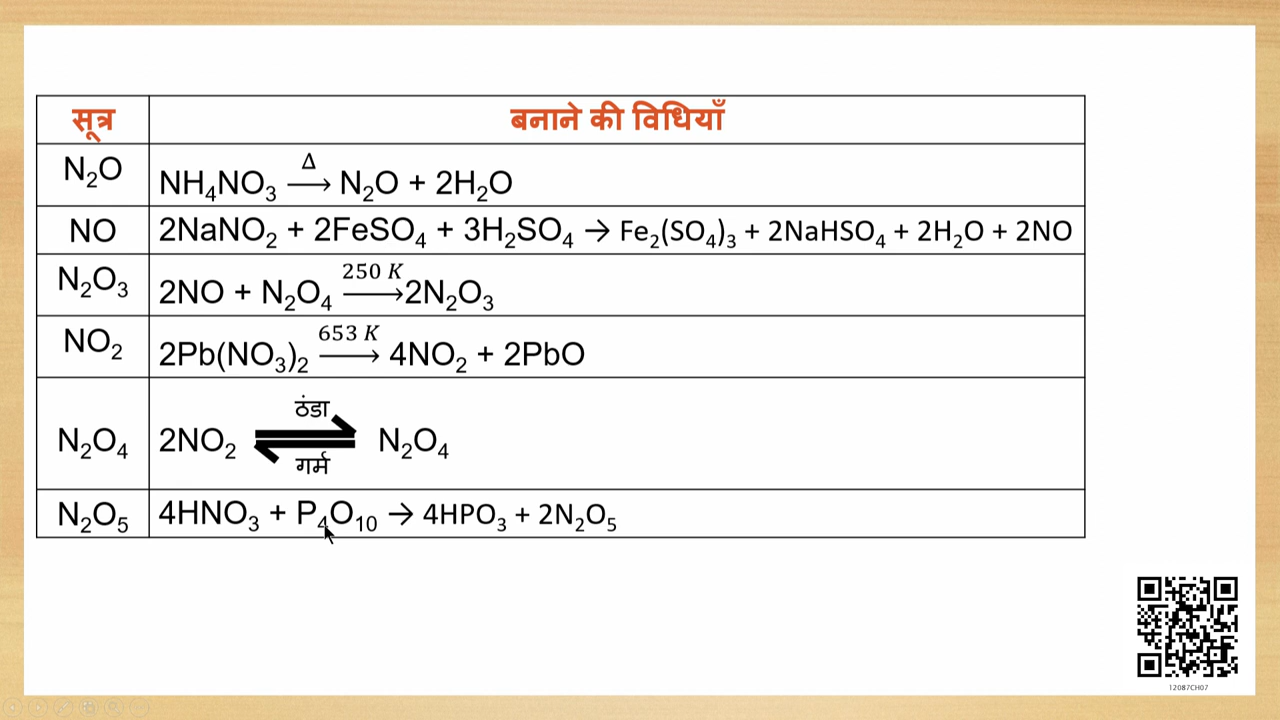 सूत्र बनाने की विधियाँ
N₂O NH₄NO₃ —Δ→ N₂O + 2H₂O
NO 2NaNO₂ + 2FeSO₄ + 3H₂SO₄ → Fe₂(SO₄)₃ + 2NaHSO₄ + 2H₂O + 2NO
N₂O₃ 2NO + N₂O₄ —250 K→ 2N₂O₃
NO₂ 2Pb(NO₃)₂ —653 K→ 4NO₂ + 2PbO
ठंडा
N₂O₄ 2NO₂ ⇌ N₂O₄
गर्म
N₂O₅ 4HNO₃ + P₄O₁₀ → 4HPO₃ + 2N₂O₅
12087CH07